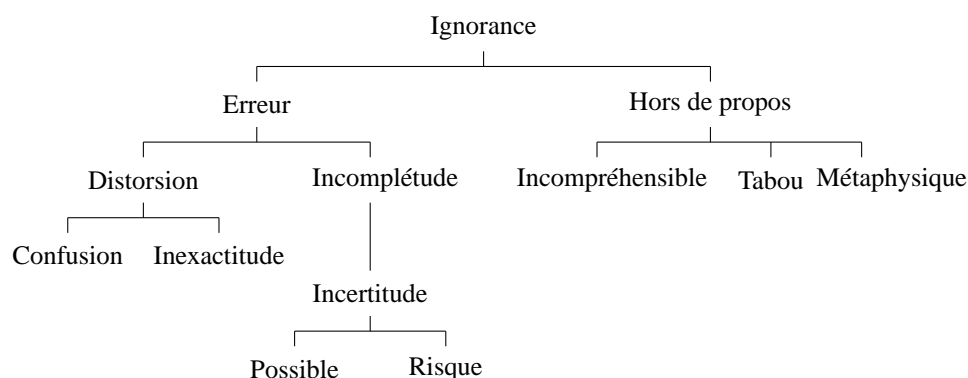 Ignorance
Erreur
Hors de propos
Distorsion
Incomplétude
Incompréhensible
Tabou
Métaphysique
Confusion
Inexactitude
Incertitude
Possible
Risque